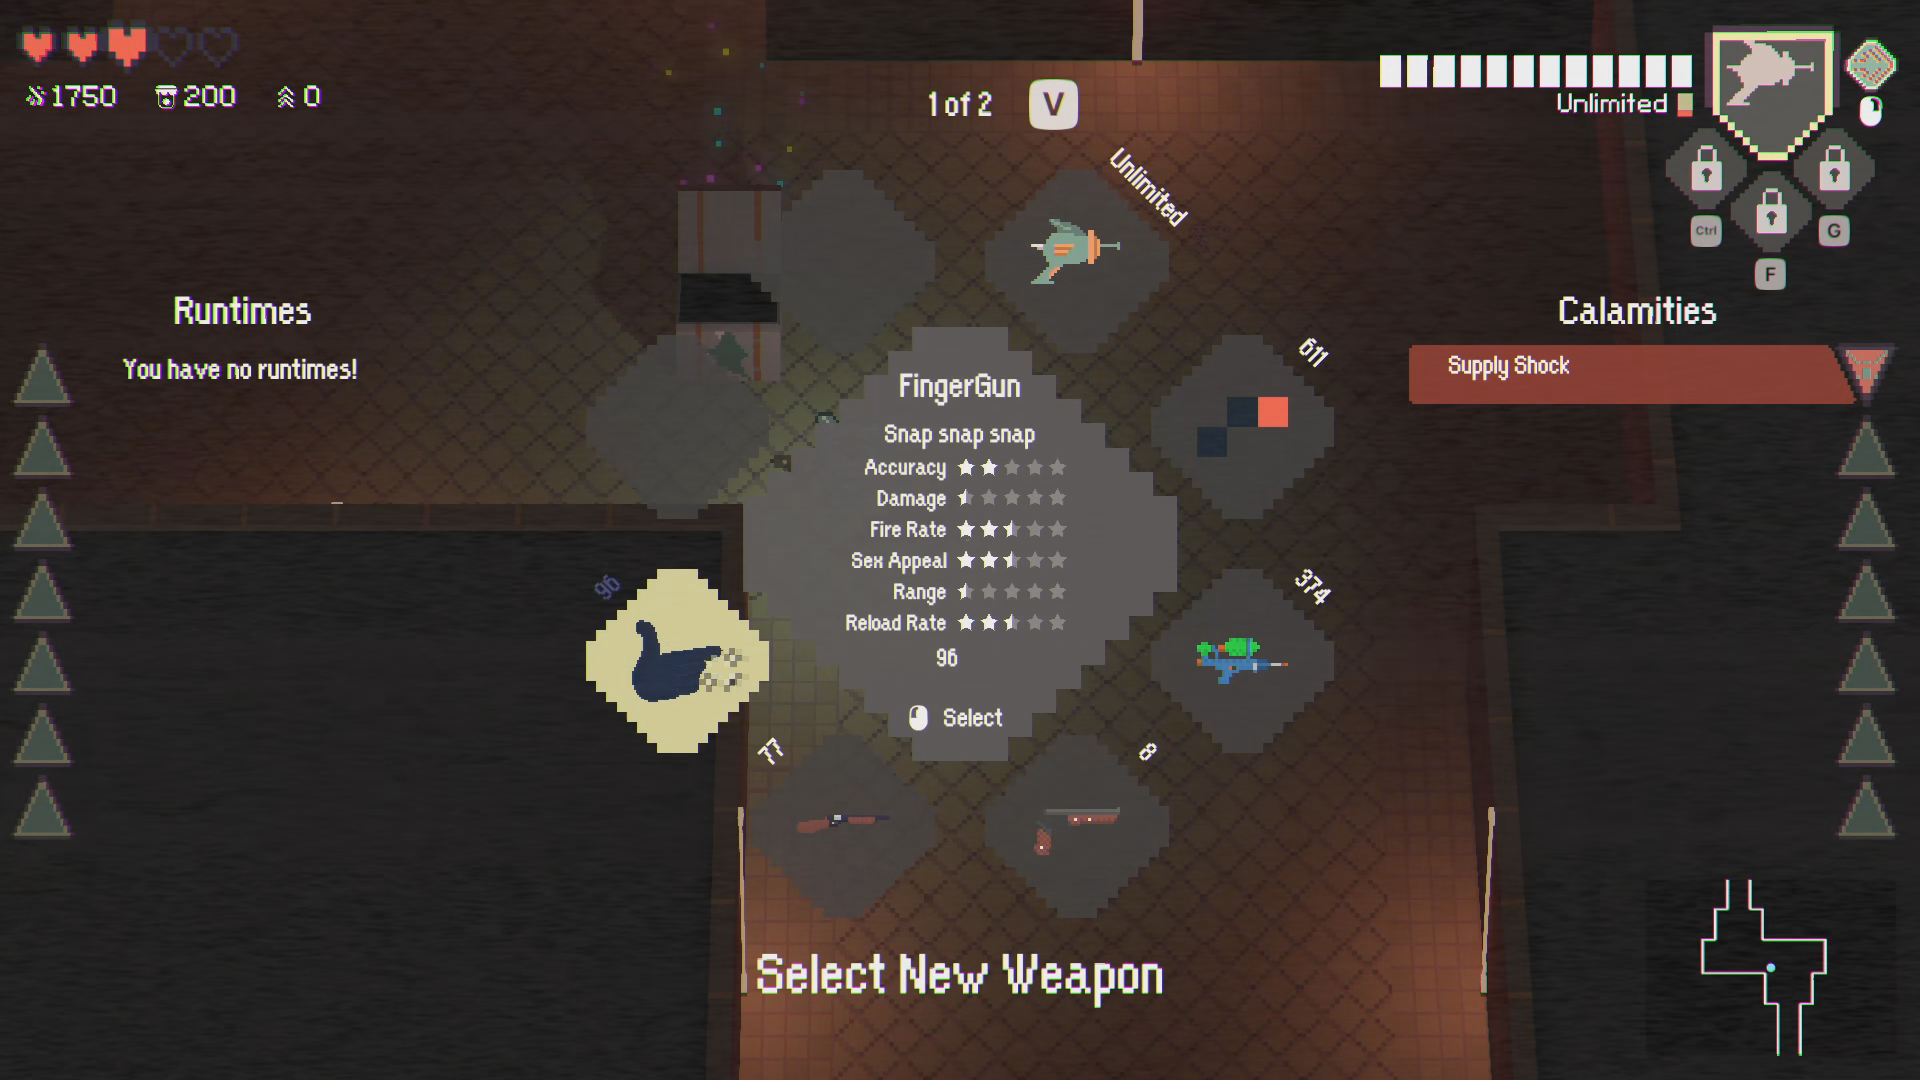 1750
200
0
1 of 2
V
Unlimited
Unlimited
Ctrl
G
F
Runtimes
You have no runtimes!
Calamities
Supply Shock
611
FingerGun
Snap snap snap
Accuracy
Damage
Fire Rate
Sex Appeal
Range
Reload Rate
96
Select
96
374
77
8
Select New Weapon